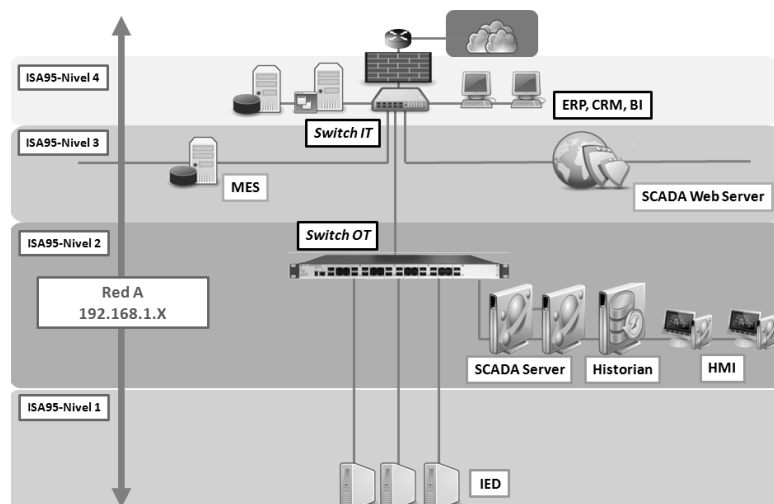 ISA95-Nivel 4
ERP, CRM, BI
Switch IT
ISA95-Nivel 3
MES
SCADA Web Server
Switch OT
ISA95-Nivel 2
Red A
192.168.1.X
SCADA Server
Historian
HMI
ISA95-Nivel 1
IED